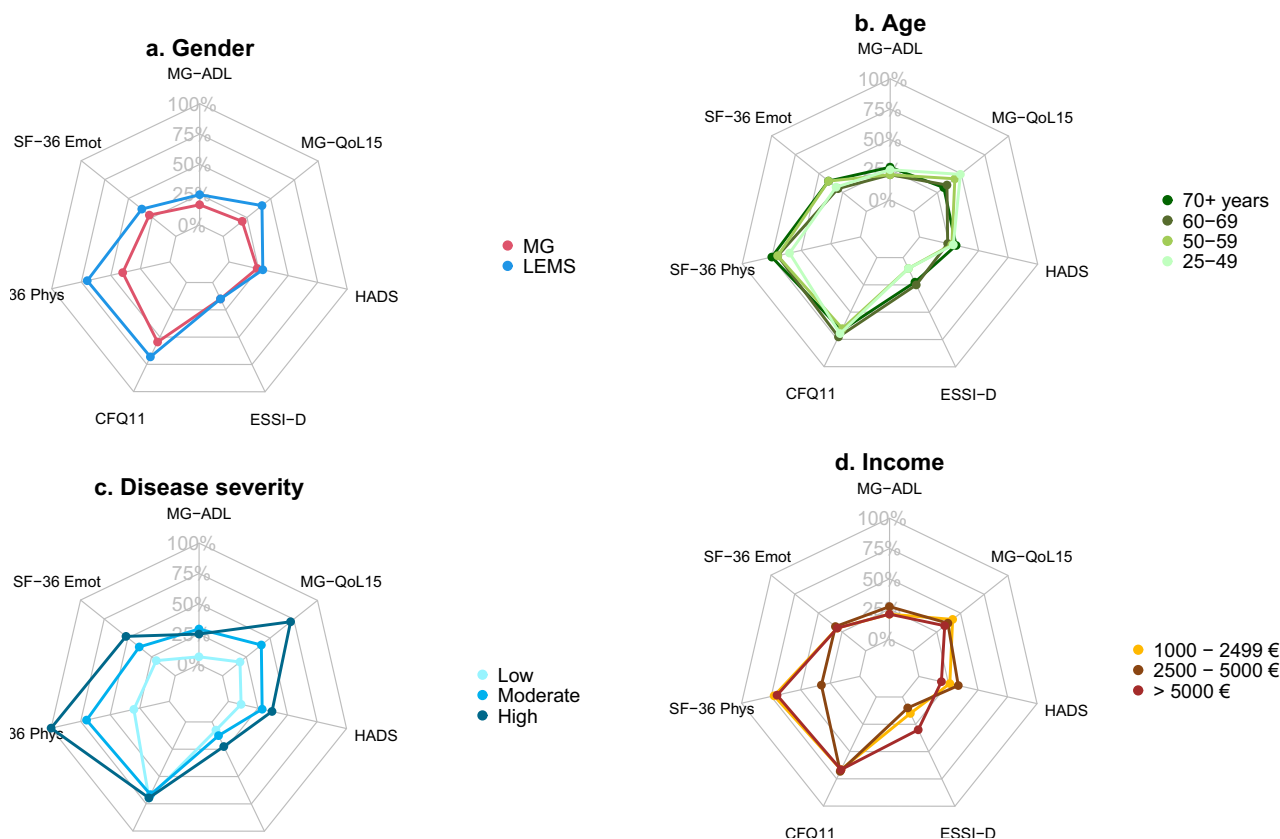 a. Gender
MG−ADL
100%
75%
50%
25%
0%
SF−36 Emot
MG−QoL15
36 Phys
HADS
CFQ11
ESSI−D
MG
LEMS
b. Age
MG−ADL
100%
75%
50%
25%
0%
SF−36 Emot
MG−QoL15
SF−36 Phys
HADS
CFQ11
ESSI−D
70+ years
60−69
50−59
25−49
c. Disease severity
MG−ADL
100%
75%
50%
25%
0%
SF−36 Emot
MG−QoL15
36 Phys
HADS
Low
Moderate
High
d. Income
MG−ADL
100%
75%
50%
25%
0%
SF−36 Emot
MG−QoL15
SF−36 Phys
HADS
CFQ11
ESSI−D
1000 − 2499 €
2500 − 5000 €
> 5000 €